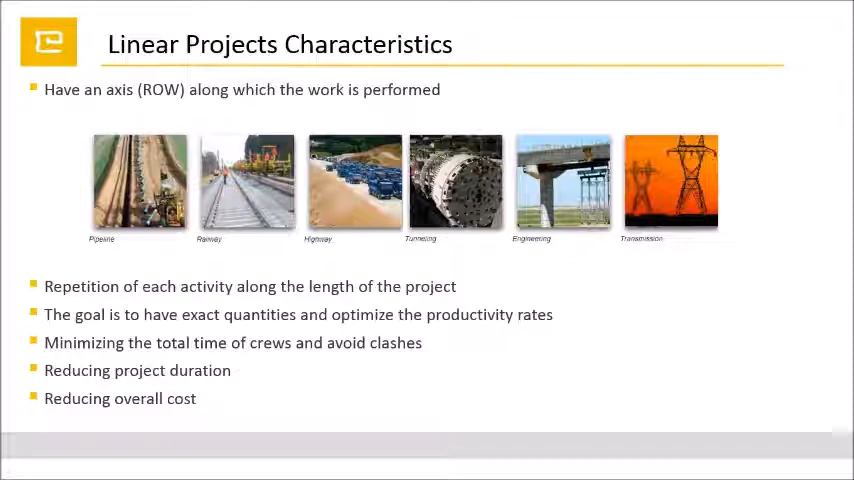 Linear Projects Characteristics
Have an axis (ROW) along which the work is performed
Pipeline Railway Highway Tunneling Engineering Transmission
Repetition of each activity along the length of the project
The goal is to have exact quantities and optimize the productivity rates
Minimizing the total time of crews and avoid clashes
Reducing project duration
Reducing overall cost